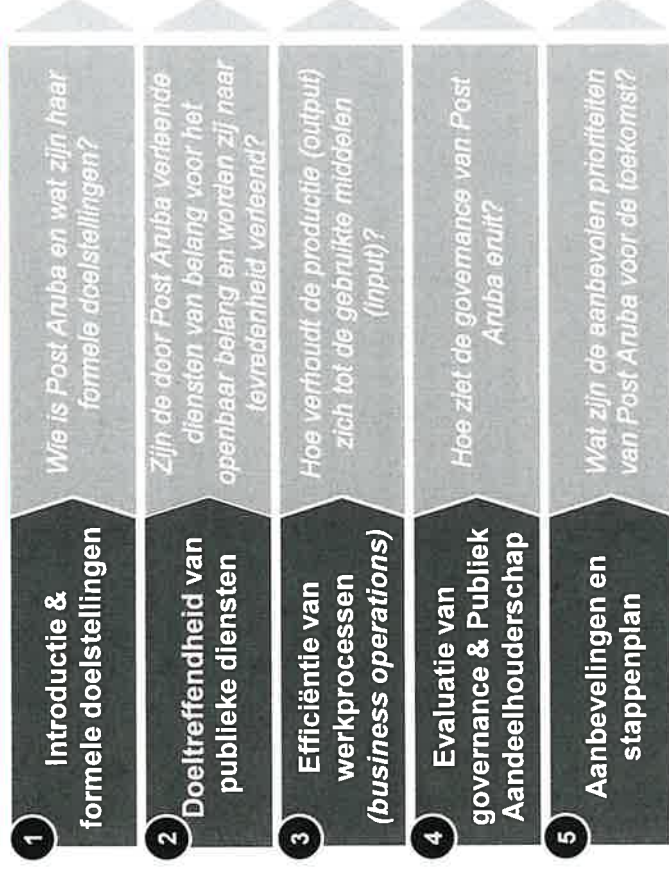 1
Introductie &
formele doelstellingen
Wie is Post Aruba en wat zijn haar
formele doelstellingen?
2
Doeltreffendheid van
publieke diensten
Zijn de door Post Aruba verleende
diensten van belang voor het
openbaar belang en worden zij naar
tevredenheid verleend?
3
Efficiëntie van
werkprocessen
(business operations)
Hoe verhoudt de productie (output)
zich tot de gebruikte middelen
(input)?
4
Evaluatie van
governance & Publiek
Aandeelhouderschap
Hoe ziet de governance van Post
Aruba eruit?
5
Aanbevelingen en
stappenplan
Wat zijn de aanbevolen prioriteiten
van Post Aruba voor de toekomst?